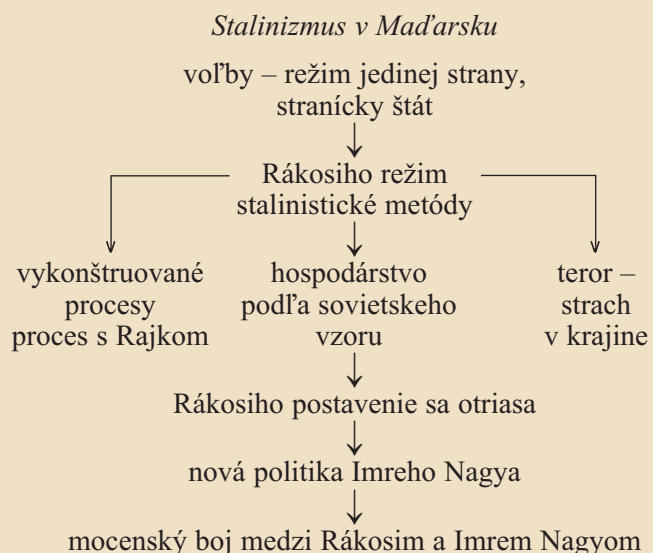 Stalinizmus v Maďarsku
voľby – režim jedinej strany,
stranícky štát
Rákosiho režim
stalinistické metódy
vykonštruované
procesy
proces s Rajkom
hospodárstvo
podľa sovietskeho
vzoru
teror –
strach
v krajine
Rákosiho postavenie sa otriasa
nová politika Imreho Nagya
mocenský boj medzi Rákosim a Imrem Nagyom